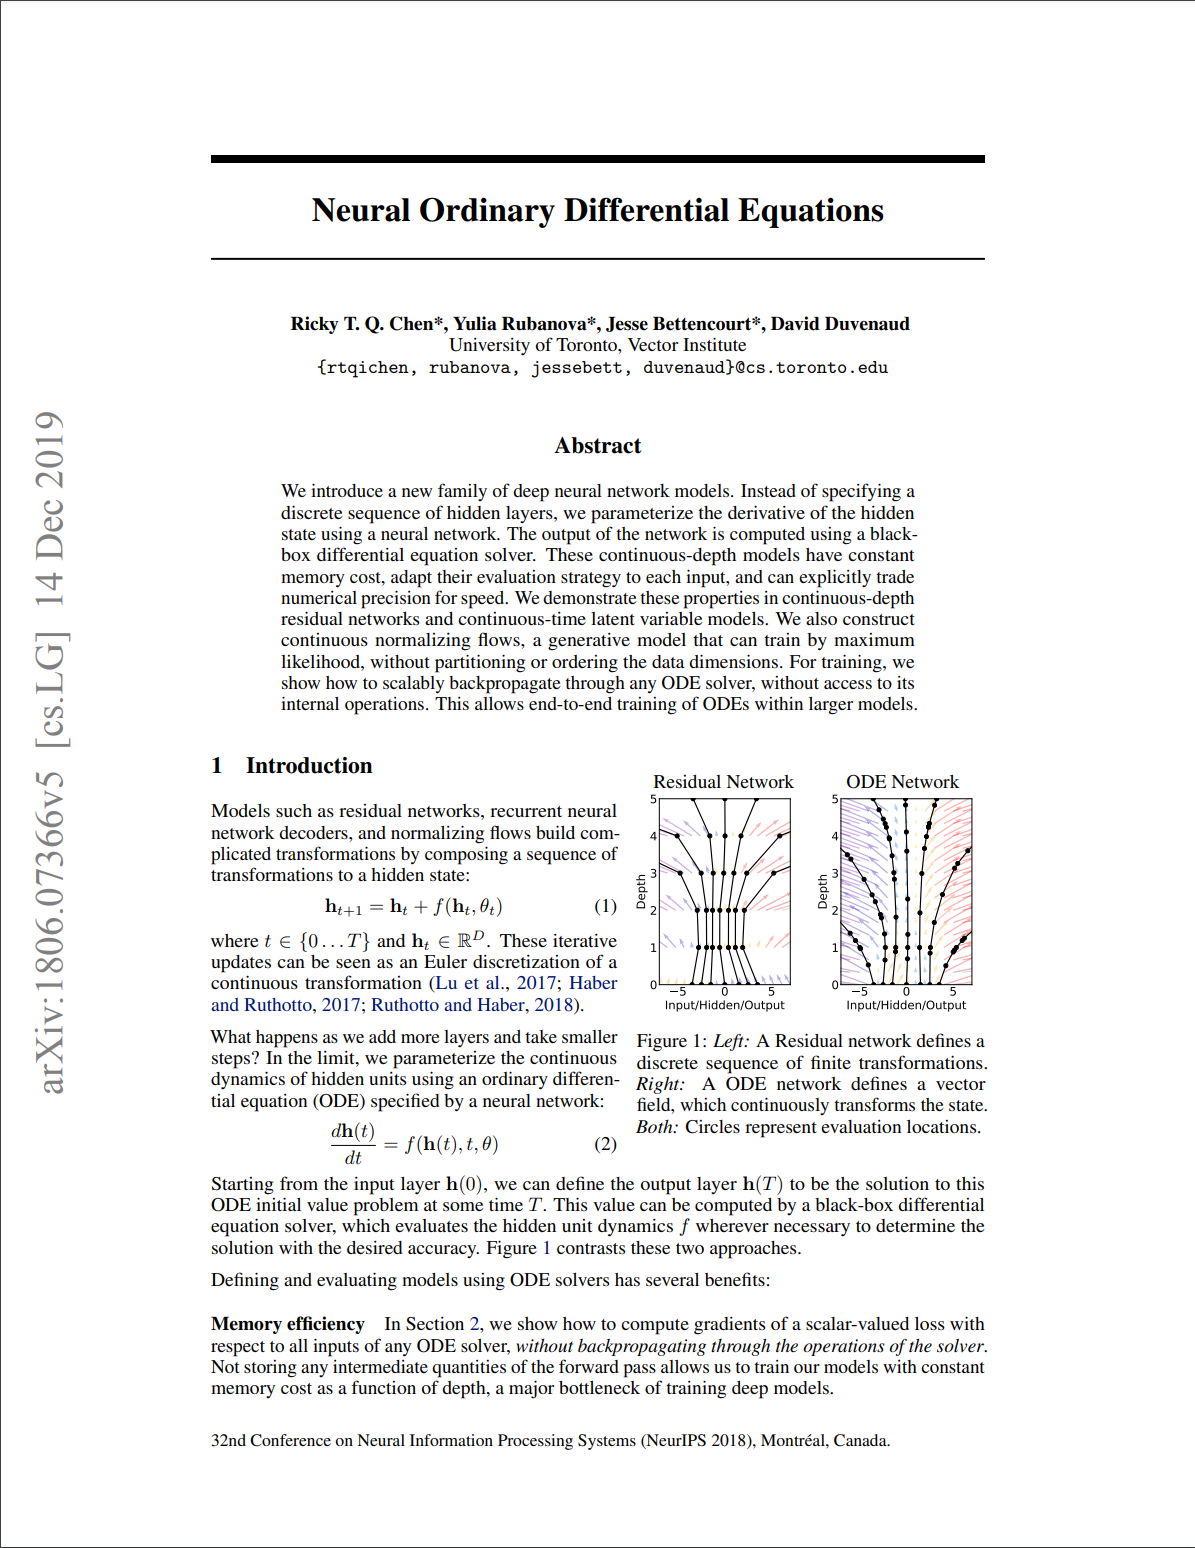 arXiv:1806.07366v5 [cs.LG] 14 Dec 2019
Neural Ordinary Differential Equations
Ricky T. Q. Chen*, Yulia Rubanova*, Jesse Bettencourt*, David Duvenaud
University of Toronto, Vector Institute
{rtqichen, rubanova, jessebett, duvenaud}@cs.toronto.edu
Abstract
We introduce a new family of deep neural network models. Instead of specifying a
discrete sequence of hidden layers, we parameterize the derivative of the hidden
state using a neural network. The output of the network is computed using a black-
box differential equation solver. These continuous-depth models have constant
memory cost, adapt their evaluation strategy to each input, and can explicitly trade
numerical precision for speed. We demonstrate these properties in continuous-depth
residual networks and continuous-time latent variable models. We also construct
continuous normalizing flows, a generative model that can train by maximum
likelihood, without partitioning or ordering the data dimensions. For training, we
show how to scalably backpropagate through any ODE solver, without access to its
internal operations. This allows end-to-end training of ODEs within larger models.
1 Introduction
Models such as residual networks, recurrent neural
network decoders, and normalizing flows build com-
plicated transformations by composing a sequence of
transformations to a hidden state:
h_{t+1} = h_t + f(h_t, θ_t) (1)
where t ∈ {0 . . . T} and h_t ∈ ℝ^D. These iterative
updates can be seen as an Euler discretization of a
continuous transformation (Lu et al., 2017; Haber
and Ruthotto, 2017; Ruthotto and Haber, 2018).
What happens as we add more layers and take smaller
steps? In the limit, we parameterize the continuous
dynamics of hidden units using an ordinary differen-
tial equation (ODE) specified by a neural network:
dh(t)/dt = f(h(t), t, θ) (2)
Residual Network
5
4
3
2
1
0
Depth
−5 0 5
Input/Hidden/Output
ODE Network
5
4
3
2
1
0
Depth
−5 0 5
Input/Hidden/Output
Figure 1: Left: A Residual network defines a
discrete sequence of finite transformations.
Right: A ODE network defines a vector
field, which continuously transforms the state.
Both: Circles represent evaluation locations.
Starting from the input layer h(0), we can define the output layer h(T) to be the solution to this
ODE initial value problem at some time T. This value can be computed by a black-box differential
equation solver, which evaluates the hidden unit dynamics f wherever necessary to determine the
solution with the desired accuracy. Figure 1 contrasts these two approaches.
Defining and evaluating models using ODE solvers has several benefits:
Memory efficiency In Section 2, we show how to compute gradients of a scalar-valued loss with
respect to all inputs of any ODE solver, without backpropagating through the operations of the solver.
Not storing any intermediate quantities of the forward pass allows us to train our models with constant
memory cost as a function of depth, a major bottleneck of training deep models.
32nd Conference on Neural Information Processing Systems (NeurIPS 2018), Montréal, Canada.